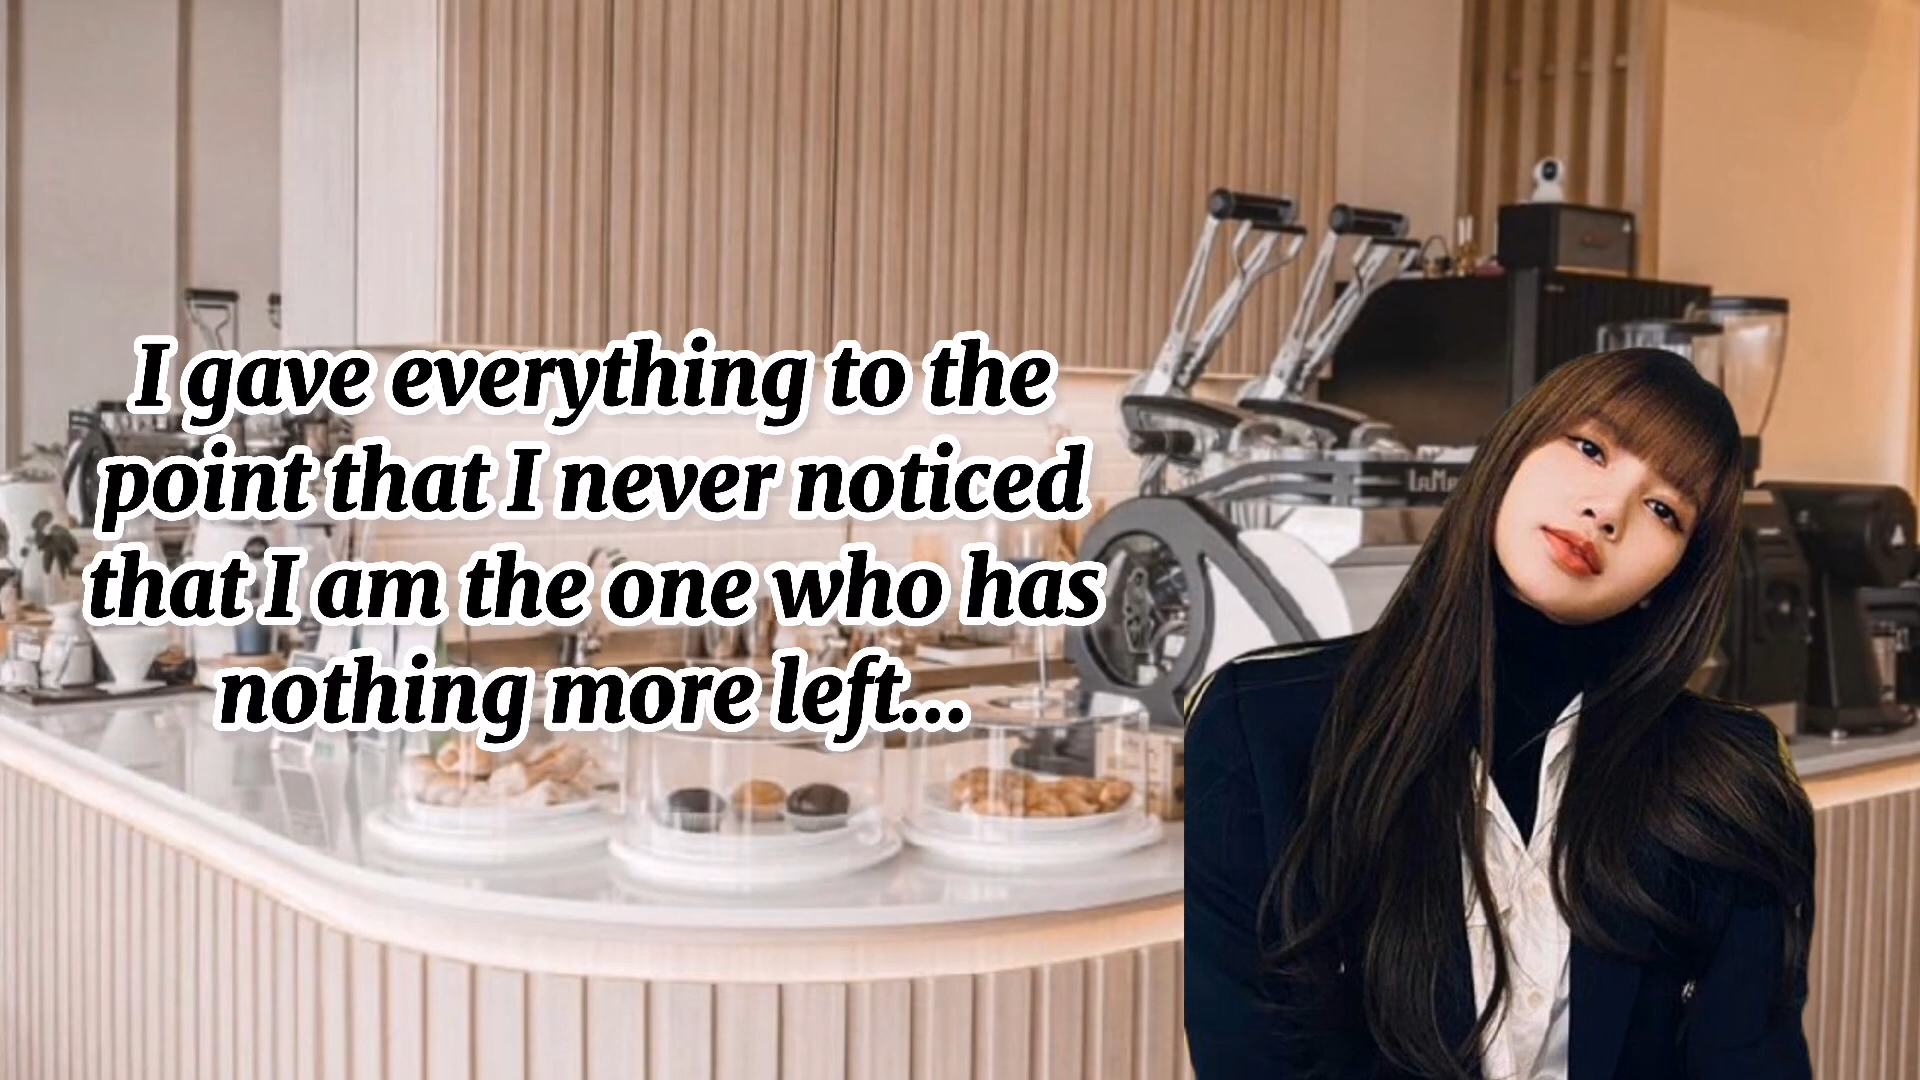 I gave everything to the
point that I never noticed
that I am the one who has
nothing more left...